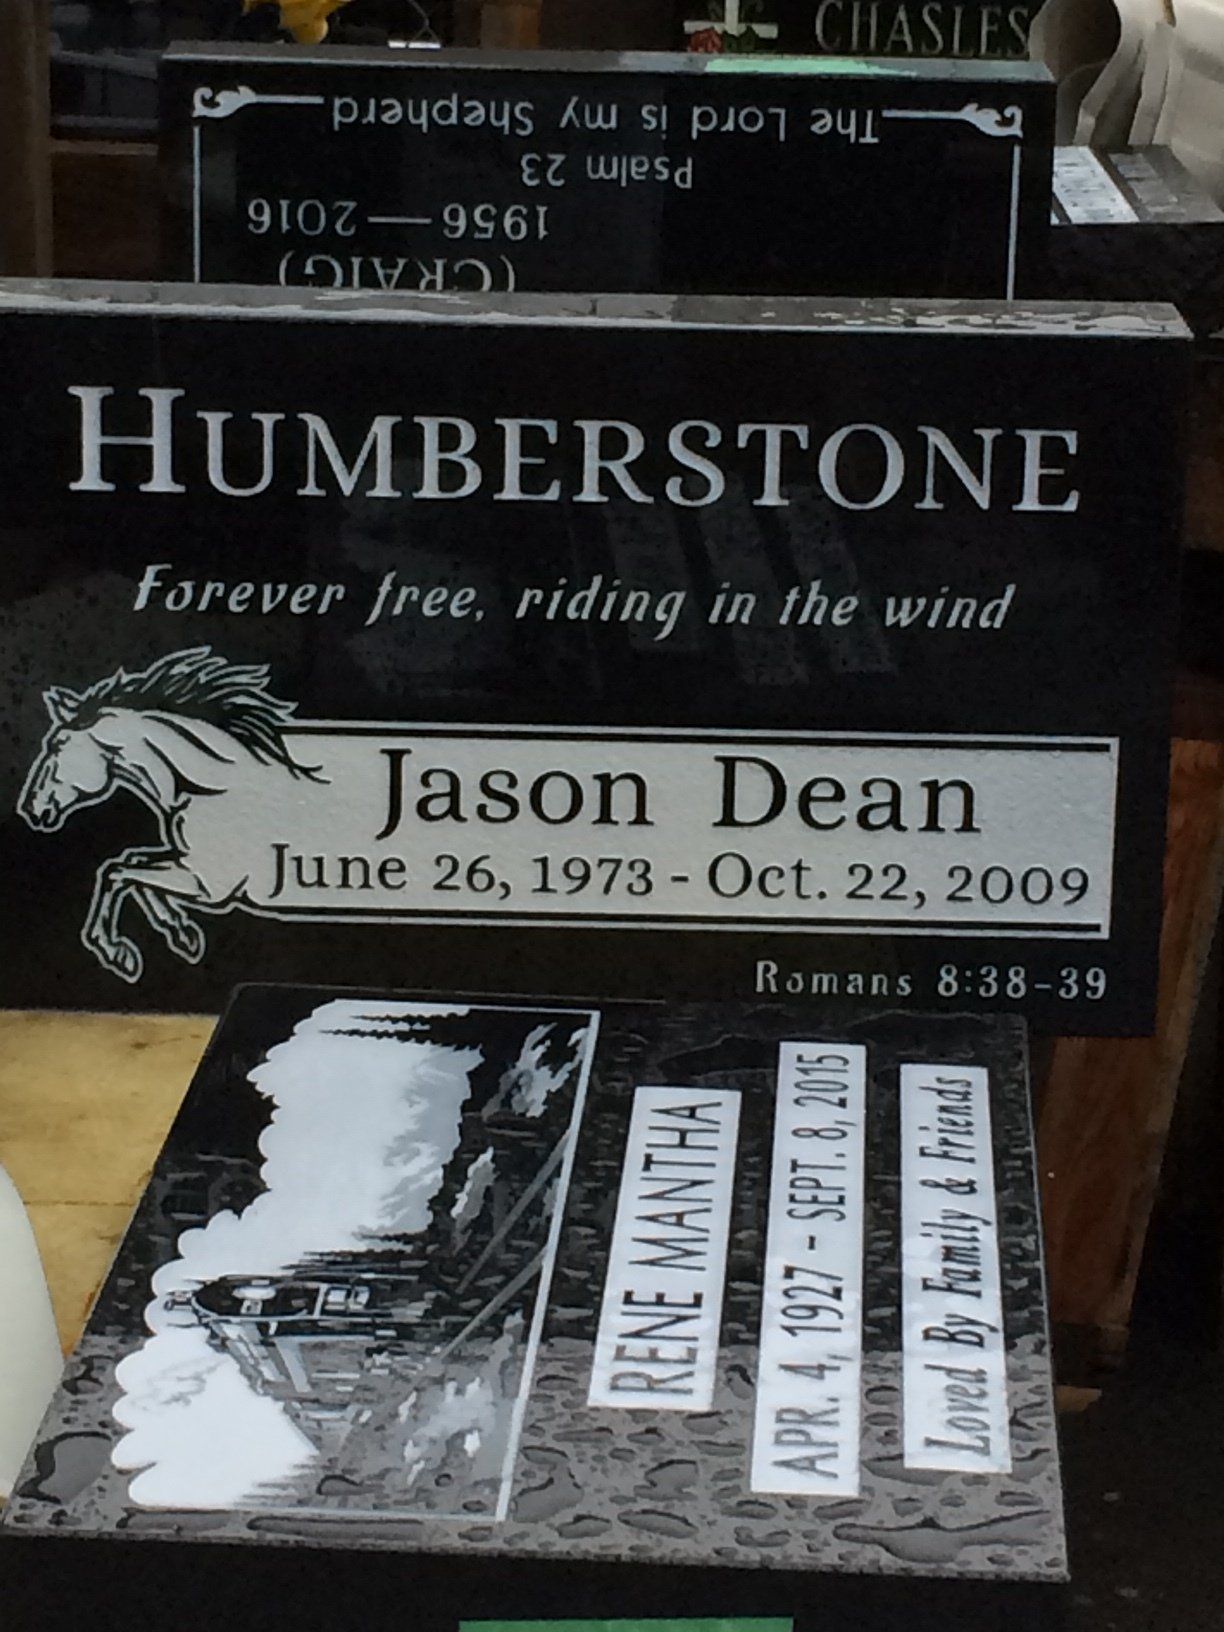 CHASLES
The Lord is my Shepherd
Psalm 23
1956 — 2016
(CRAIG)
HUMBERSTONE
Forever free, riding in the wind
Jason Dean
June 26, 1973 - Oct. 22, 2009
Romans 8:38-39
RENE MANTHA
APR. 4, 1927 - SEPT. 8, 2015
Loved By Family & Friends